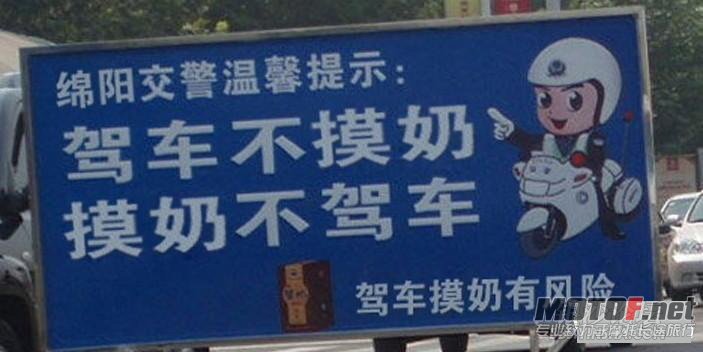 绵阳交警温馨提示：
驾车不摸奶
摸奶不驾车
驾车摸奶有风险
MOTOF.net